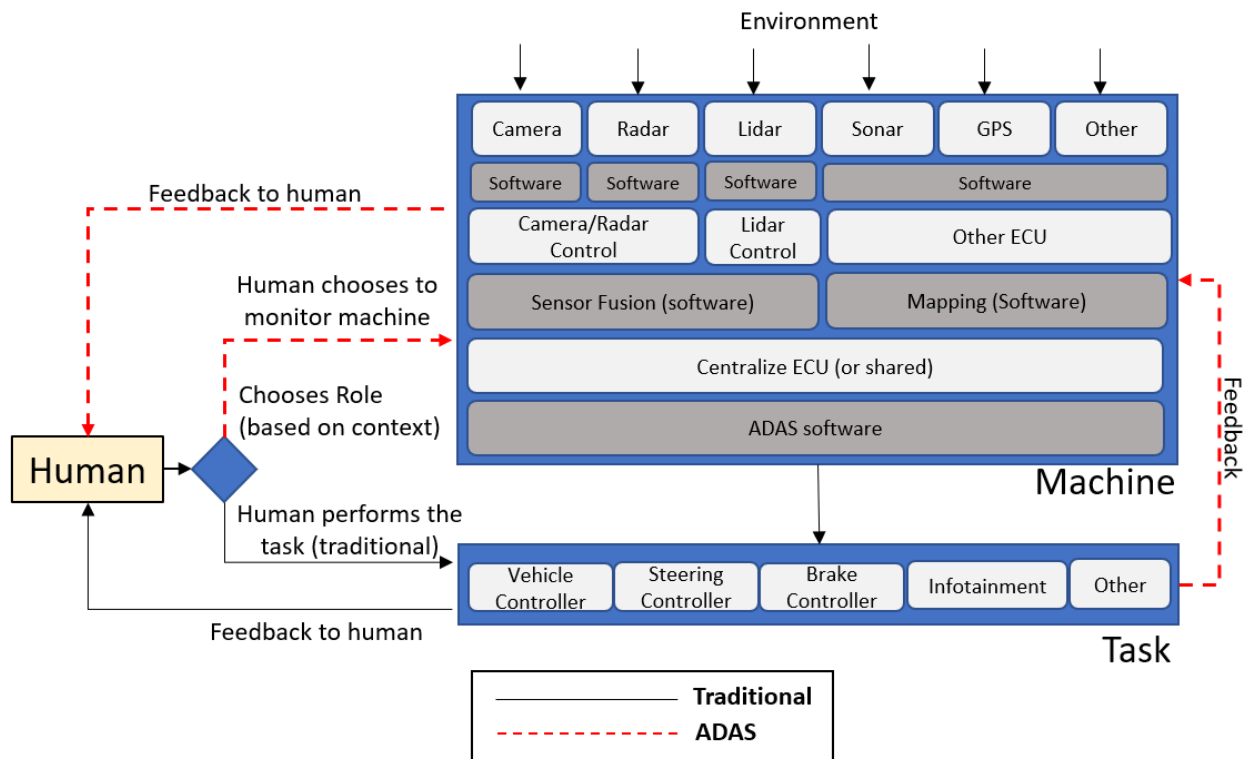 Environment
Camera
Radar
Lidar
Sonar
GPS
Other
Software
Software
Software
Software
Camera/Radar
Control
Lidar
Control
Other ECU
Sensor Fusion (software)
Mapping (Software)
Centralize ECU (or shared)
ADAS software
Machine
Feedback to human
Human chooses to
monitor machine
Chooses Role
(based on context)
Human
Human performs the
task (traditional)
Feedback to human
Feedback
Vehicle
Controller
Steering
Controller
Brake
Controller
Infotainment
Other
Task
Traditional
ADAS